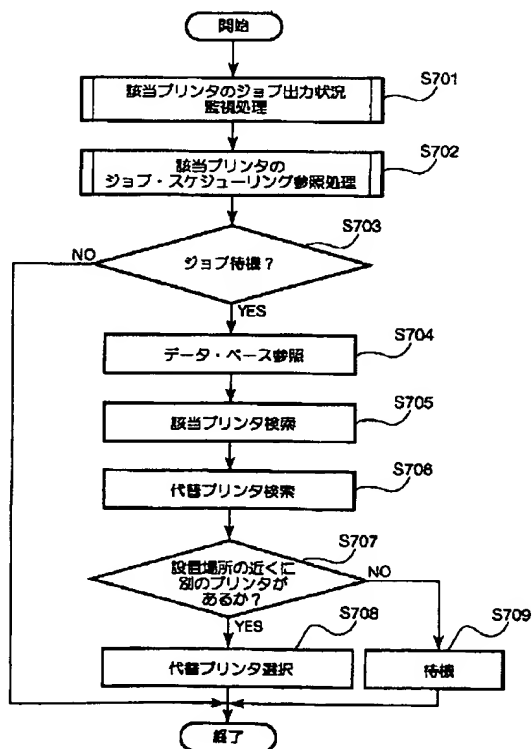 開始
該当プリンタのジョブ出力状況
監視処理
S701
該当プリンタの
ジョブ・スケジューリング参照処理
S702
S703
ジョブ待機？
NO
YES
データ・ベース参照
S704
該当プリンタ検索
S705
代替プリンタ検索
S706
S707
設置場所の近くに
別のプリンタが
あるか？
NO
YES
S708
S709
代替プリンタ選択
待機
終了